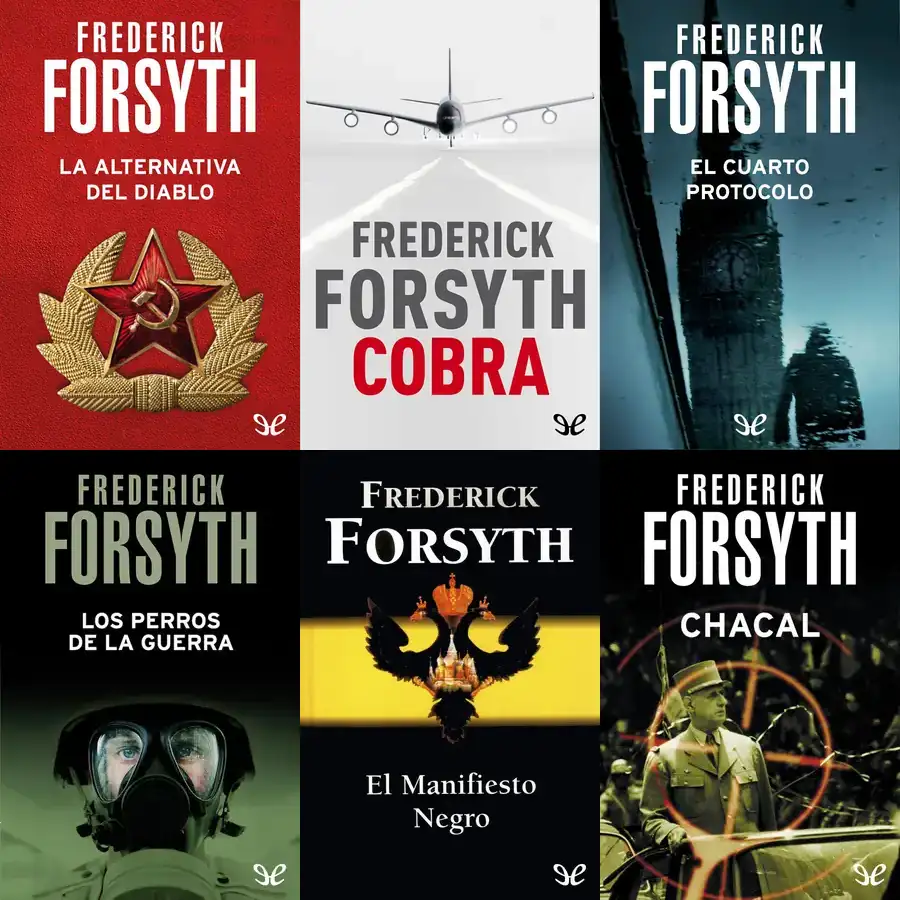 FREDERICK
FORSYTH
LA ALTERNATIVA
DEL DIABLO
FREDERICK
FORSYTH
COBRA
FREDERICK
FORSYTH
EL CUARTO
PROTOCOLO
FREDERICK
FORSYTH
LOS PERROS
DE LA GUERRA
FREDERICK
FORSYTH
El Manifiesto
Negro
FREDERICK
FORSYTH
CHACAL